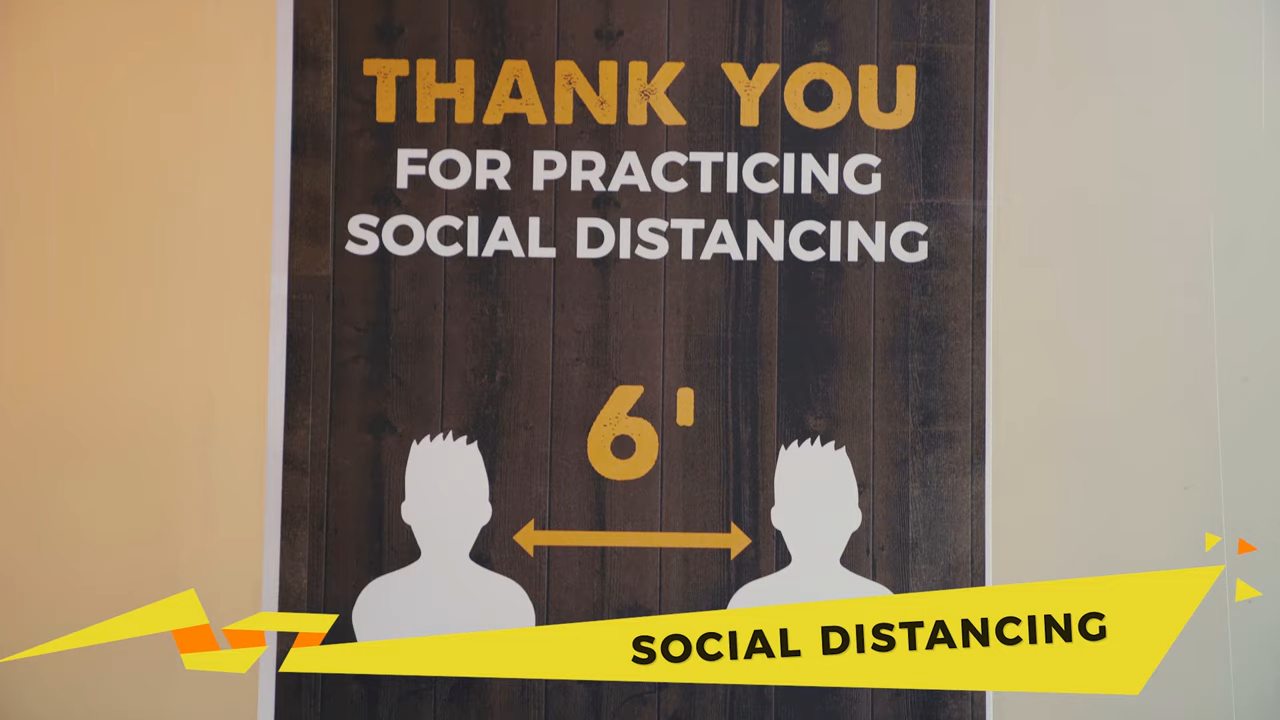 THANK YOU
FOR PRACTICING
SOCIAL DISTANCING
6'
SOCIAL DISTANCING